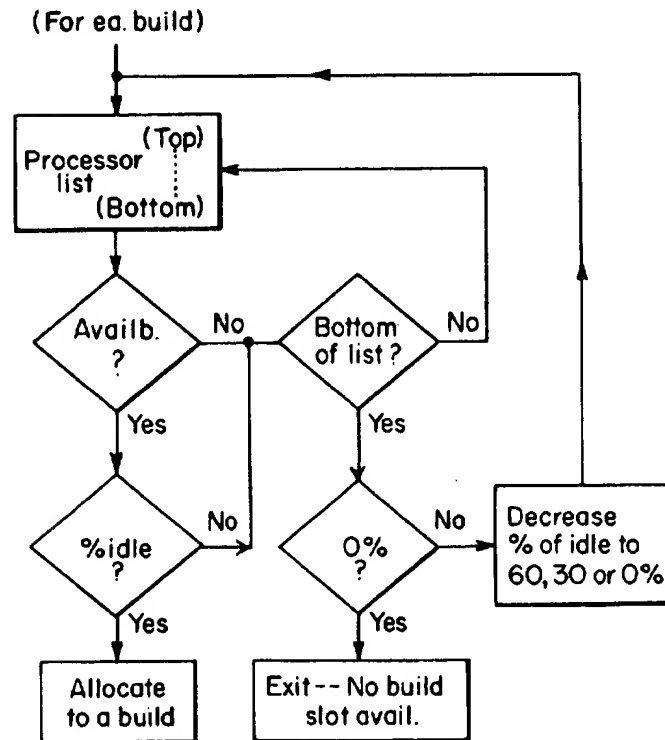 (For ea. build)
(Top)
Processor
list
(Bottom)
Availb.
?
No
Yes
Bottom
of list?
No
Yes
%idle
?
No
Yes
0%
?
No
Yes
Decrease
% of idle to
60, 30 or 0%
Allocate
to a build
Exit -- No build
slot avail.